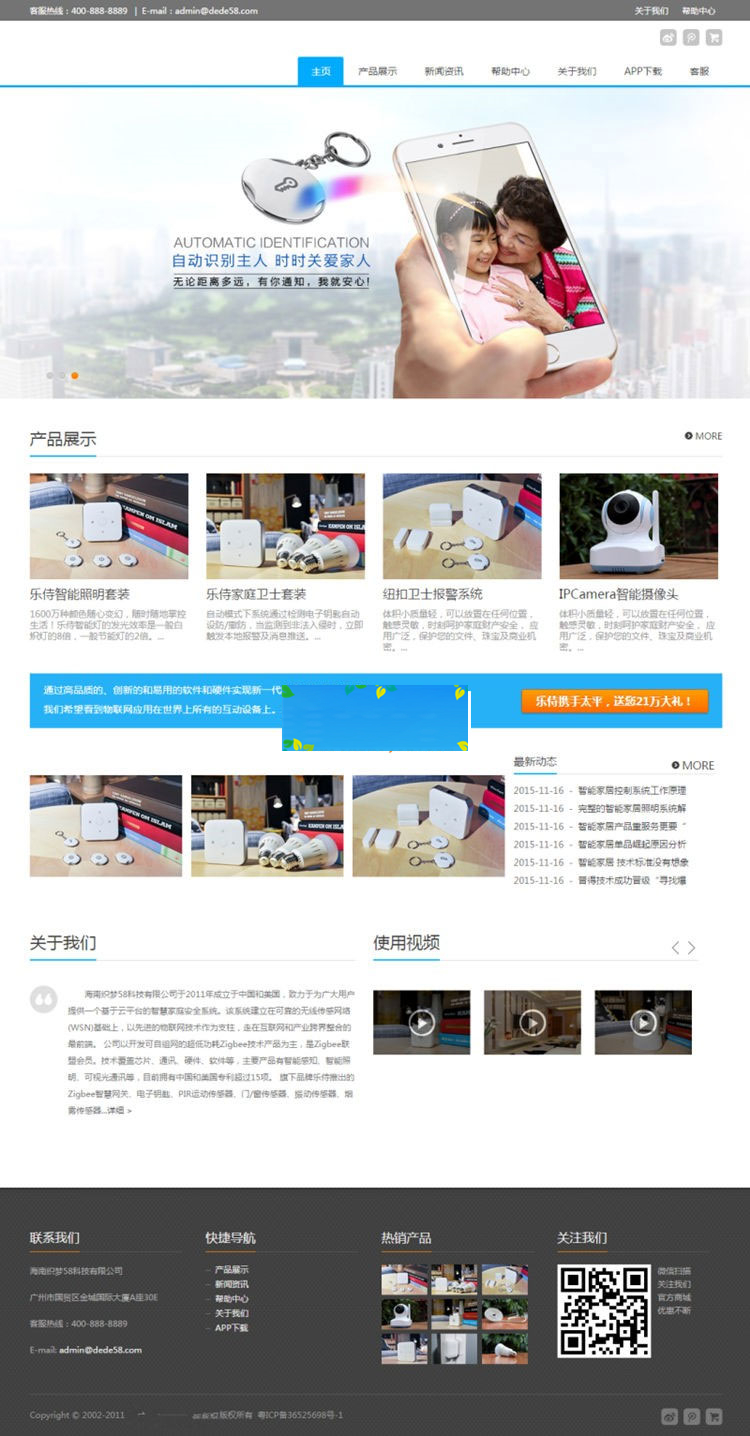 客服热线：400-888-8889 | E-mail：admin@dede58.com
关于我们 帮助中心
主页 产品展示 新闻资讯 帮助中心 关于我们 APP下载 客服
AUTOMATIC IDENTIFICATION
自动识别主人 时时关爱家人
无论距离多远，有你通知，我就安心!
产品展示
MORE
乐侍智能照明套装
1600万种颜色随心变幻，随时随地掌控
生活！乐侍智能灯的发光效率是一般白
炽灯的8倍，一般节能灯的2倍。...
乐侍家庭卫士套装
自动模式下系统通过检测电子钥匙自动
设防/撤防，当监测到非法入侵时，立即
触发本地报警及消息推送。...
纽扣卫士报警系统
体积小质量轻，可以放置在任何位置，
触感灵敏，时刻呵护家庭财产安全， 应
用广泛，保护您的文件、珠宝及商业机
密。...
IPCamera智能摄像头
体积小质量轻，可以放置在任何位置，
触感灵敏，时刻呵护家庭财产安全， 应
用广泛，保护您的文件、珠宝及商业机
密。...
通过高品质的、创新的和易用的软件和硬件实现新一代
我们希望看到物联网应用在世界上所有的互动设备上。
乐侍携手太平，送您21万大礼！
最新动态
MORE
2015-11-16 - 智能家居控制系统工作原理
2015-11-16 - 完整的智能家居照明系统解
2015-11-16 - 智能家居产品重服务更要“
2015-11-16 - 智能家居单品崛起原因分析
2015-11-16 - 智能家居 技术标准没有想象
2015-11-16 - 晋得技术成功晋级“寻找爆
关于我们
海南织梦58科技有限公司于2011年成立于中国和美国，致力于为广大用户
提供一个基于云平台的智慧家庭安全系统。该系统建立在可靠的无线传感网络
(WSN)基础上，以先进的物联网技术作为支柱，走在互联网和产业跨界整合的
最前端。 公司以开发可自组网的超低功耗Zigbee技术产品为主，是Zigbee联
盟会员。技术覆盖芯片、通讯、硬件、软件等，主要产品有智能感知、智能照
明、可视光通讯等，目前拥有中国和美国专利超过15项。 旗下品牌乐侍推出的
Zigbee智慧网关、电子钥匙、PIR运动传感器、门/窗传感器、振动传感器、烟
雾传感器...详细 >
使用视频
联系我们
海南织梦58科技有限公司
广州市国贸区金城国际大厦A座30E
客服热线：400-888-8889
E-mail: admin@dede58.com
快捷导航
产品展示
新闻资讯
帮助中心
关于我们
APP下载
热销产品
关注我们
微信扫描
关注我们
官方商城
优惠不断
Copyright © 2002-2011
版权所有 粤ICP备36525698号-1